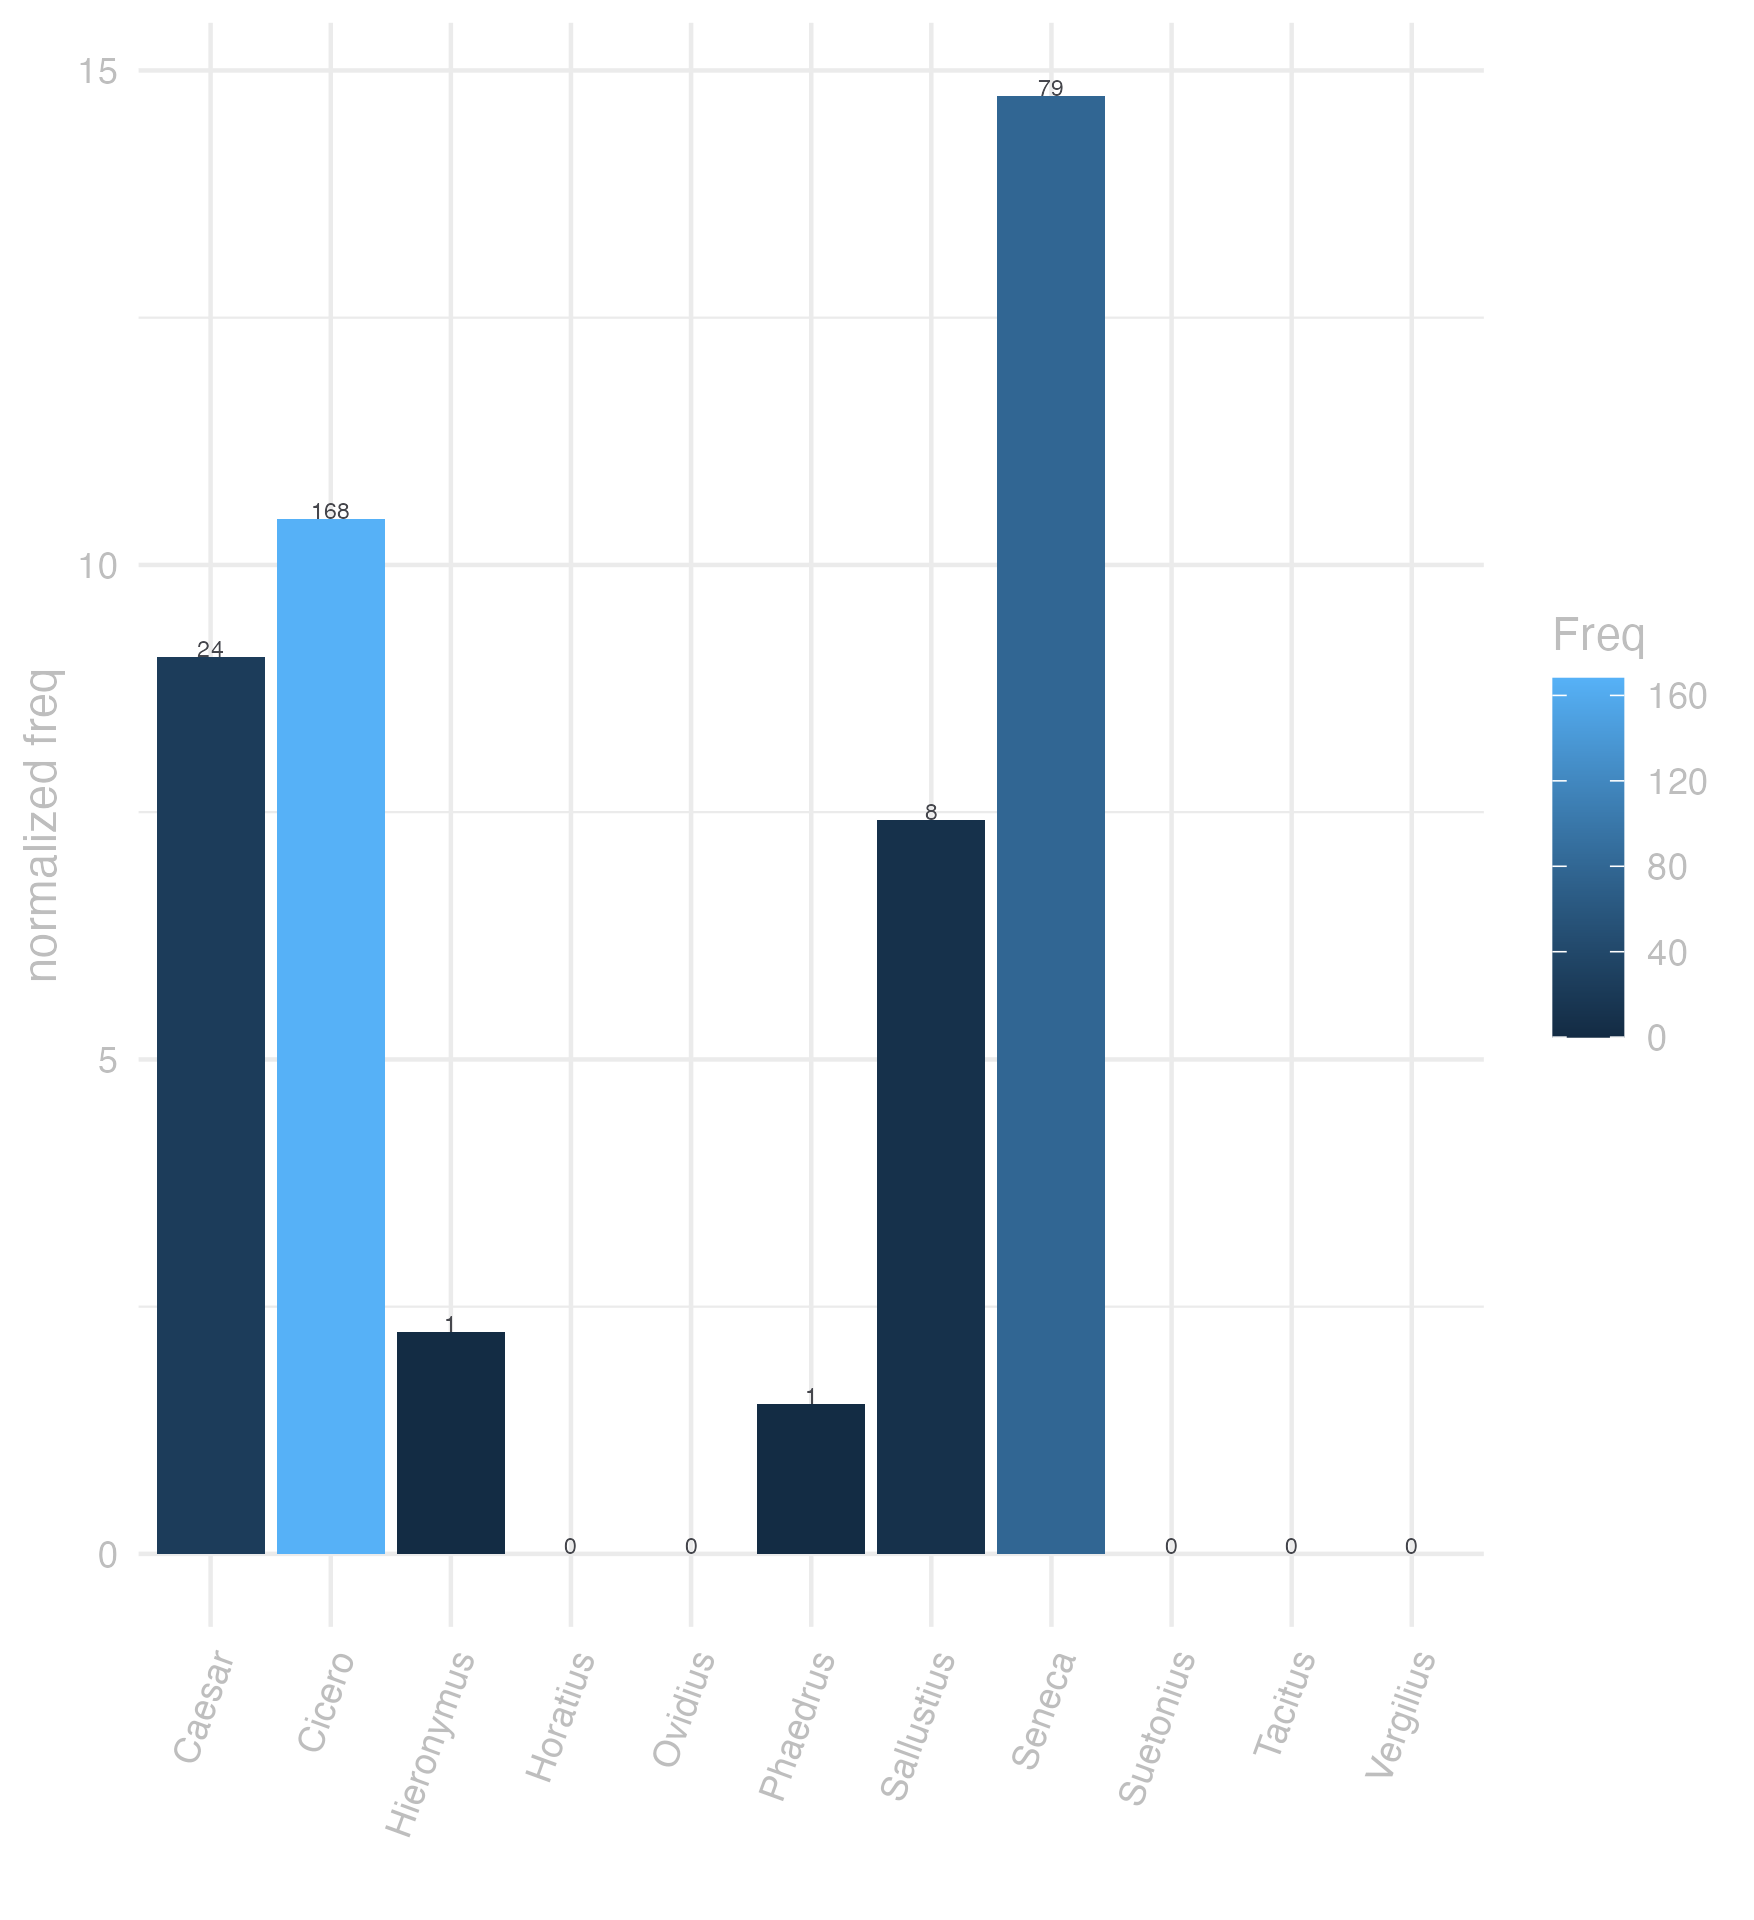 15
79
168
10
24
Freq
160
normalized freq
120
8
80
40
0
5
1
1
0
0
0
0
0
0
Caesar
Cicero
Hieronymus
Horatius
Ovidius
Phaedrus
Sallustius
Seneca
Suetonius
Tacitus
Vergilius